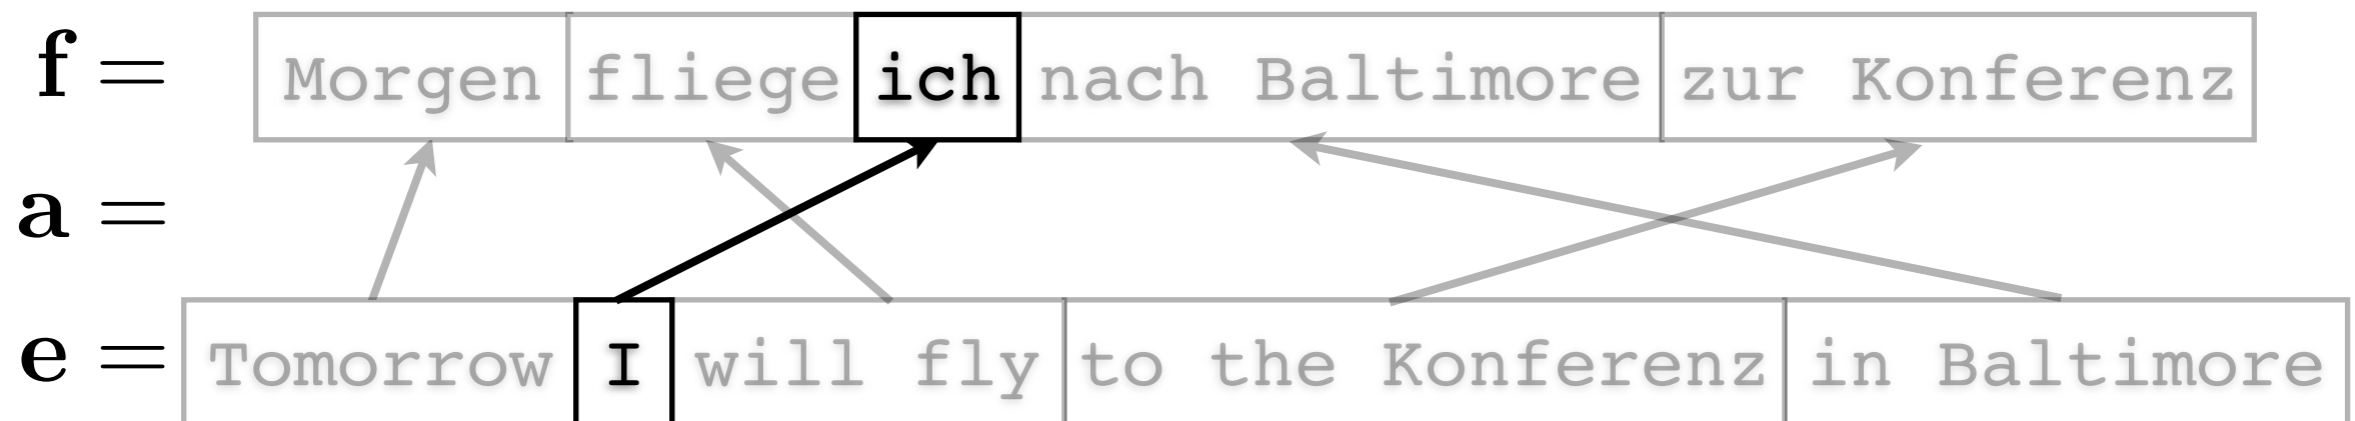 f = Morgen fliege ich nach Baltimore zur Konferenz
a =
e = Tomorrow I will fly to the Konferenz in Baltimore